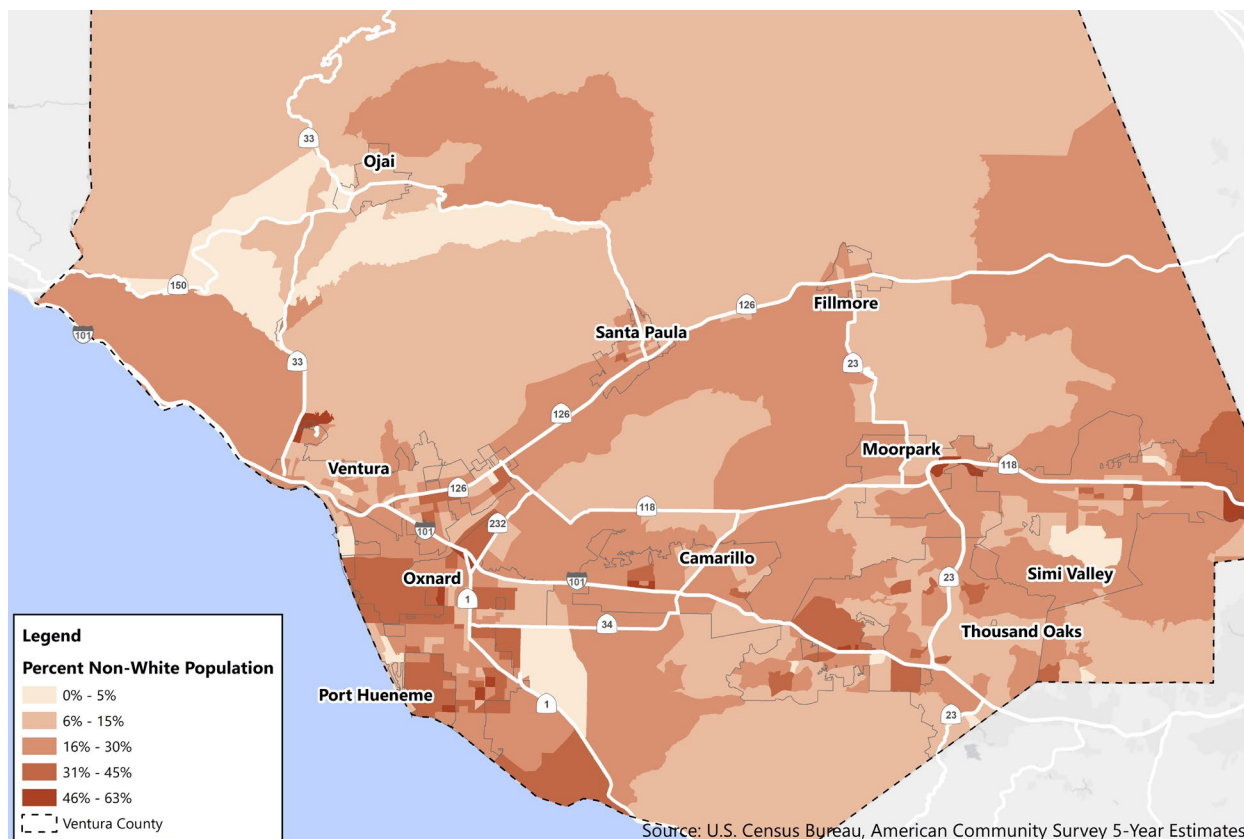 33
Ojai
150
126
Fillmore
Santa Paula
101
33
23
126
Moorpark
118
Ventura
126
232
118
101
Camarillo
Oxnard
101
23
Simi Valley
1
34
Thousand Oaks
Port Hueneme
1
23
Legend
Percent Non-White Population
0% - 5%
6% - 15%
16% - 30%
31% - 45%
46% - 63%
Ventura County
Source: U.S. Census Bureau, American Community Survey 5-Year Estimates